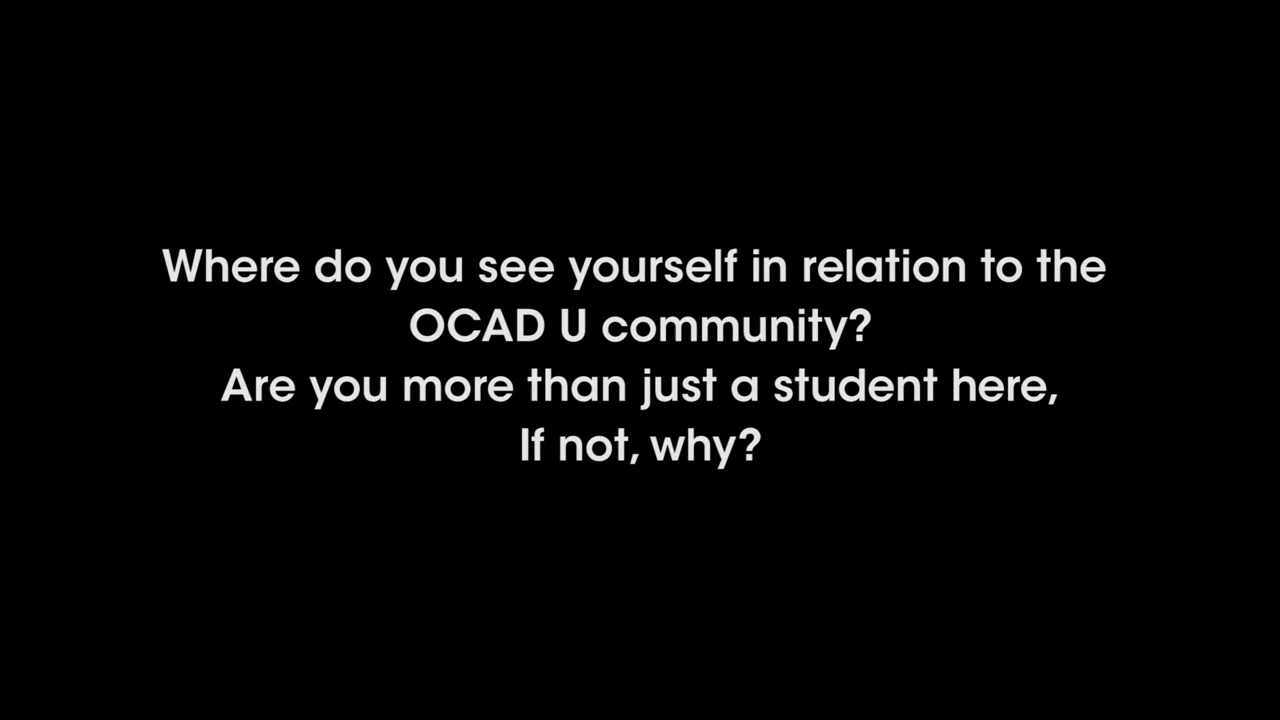 Where do you see yourself in relation to the
OCAD U community?
Are you more than just a student here,
If not, why?